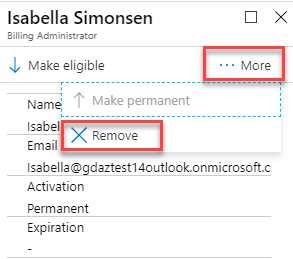 Isabella Simonsen
Billing Administrator
Make eligible
More
Make permanent
Name
Remove
Isabel
Email
Isabella@gdaztest14outlook.onmicrosoft.c
Activation
Permanent
Expiration
-